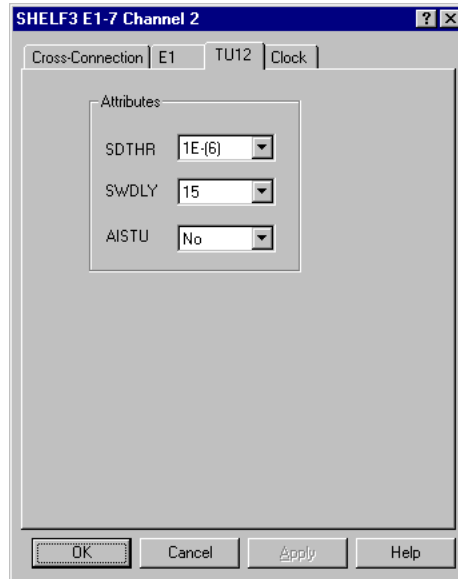 SHELF3 E1-7 Channel 2
Cross-Connection E1 TU12 Clock
Attributes
SDTHR 1E-(6)
SWDLY 15
AISTU No
OK Cancel Apply Help